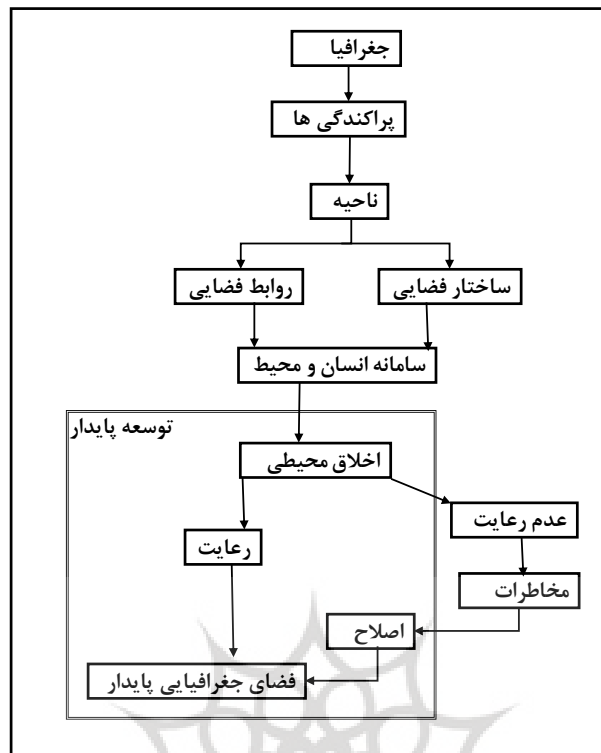 جغرافیا
پراکندگی ها
ناحیه
ساختار فضایی
روابط فضایی
سامانه انسان و محیط
توسعه پایدار
اخلاق محیطی
عدم رعایت
رعایت
مخاطرات
اصلاح
فضای جغرافیایی پایدار